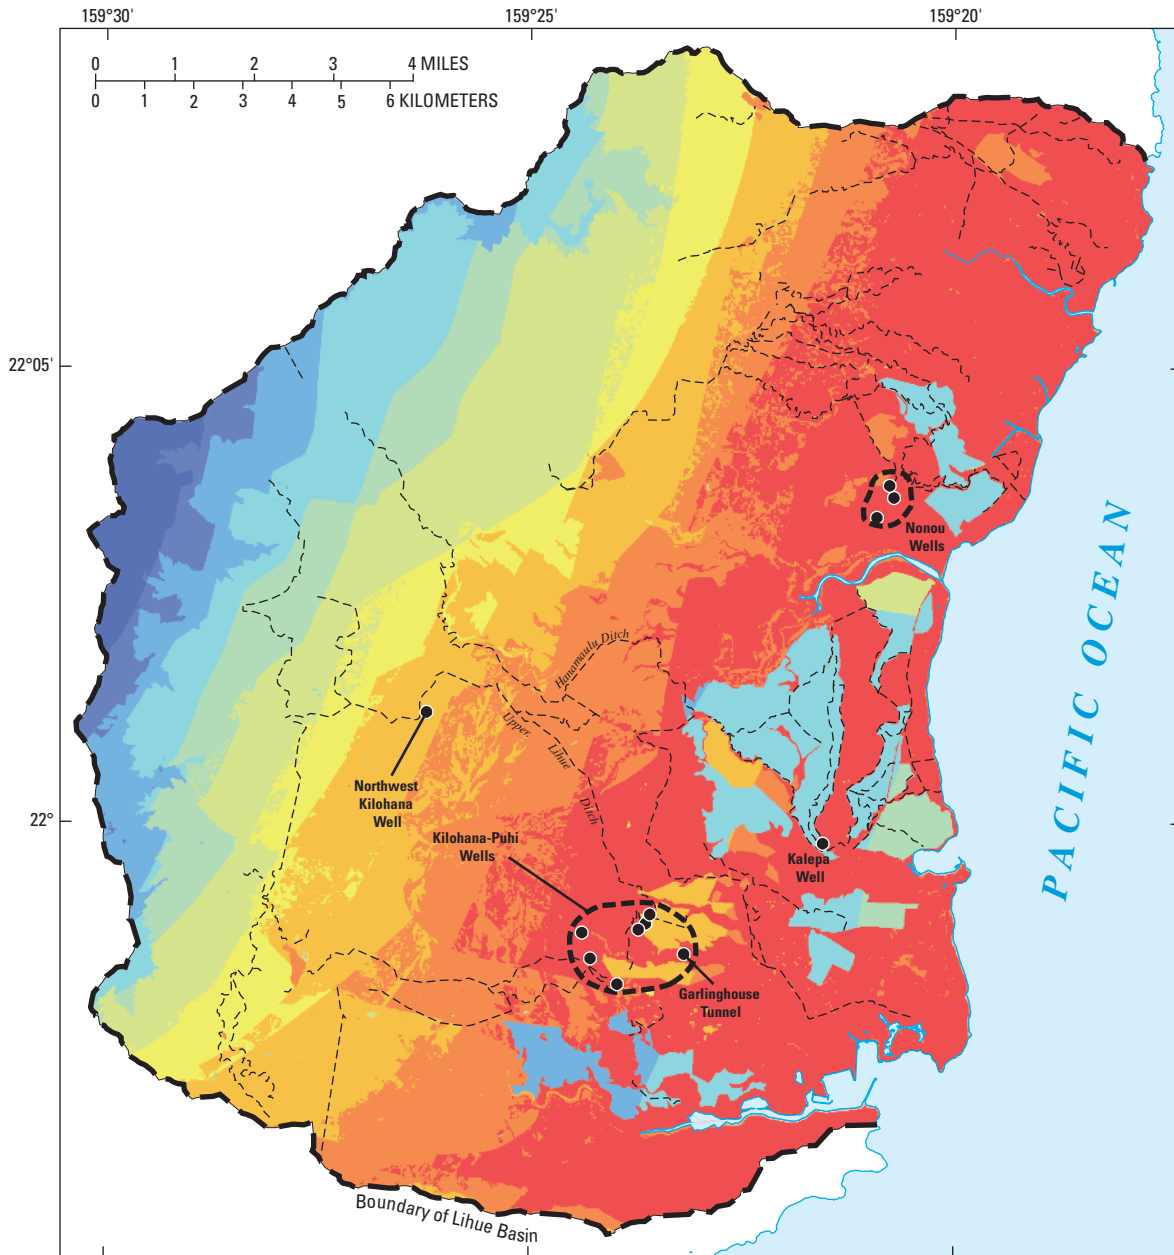 159°30'
159°25'
159°20'
0 1 2 3 4 MILES
0 1 2 3 4 5 6 KILOMETERS
22°05'
Nonou
Wells
PACIFIC OCEAN
Hanamaulu Ditch
Upper
Lihue
Ditch
Northwest
Kilohana
Well
22°
Kilohana-Puhi
Wells
Kalepa
Well
Garlinghouse
Tunnel
Boundary of Lihue Basin